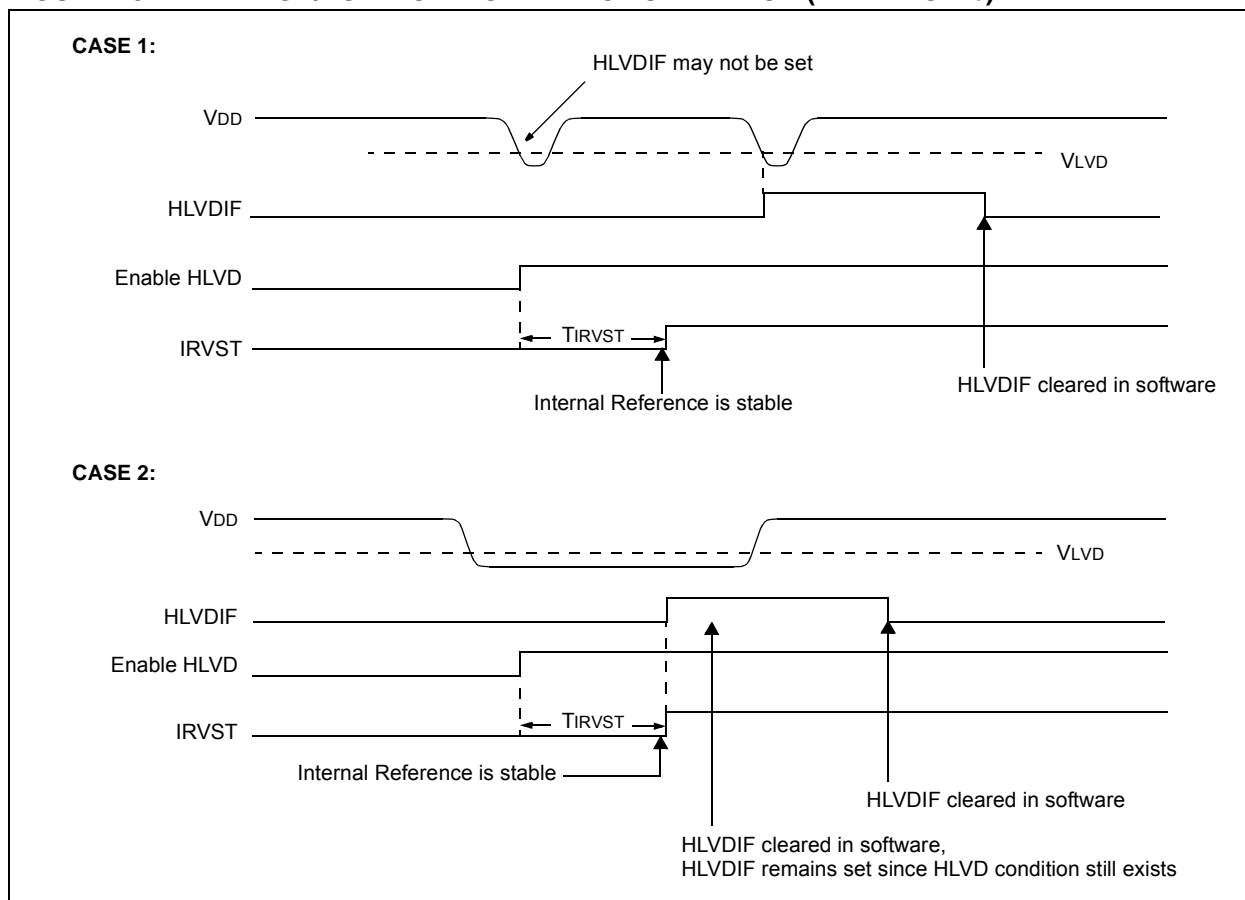 CASE 1:
HLVDIF may not be set
VDD
VLVD
HLVDIF
Enable HLVD
TIRVST
IRVST
HLVDIF cleared in software
Internal Reference is stable
CASE 2:
VDD
VLVD
HLVDIF
Enable HLVD
TIRVST
IRVST
Internal Reference is stable
HLVDIF cleared in software
HLVDIF cleared in software,
HLVDIF remains set since HLVD condition still exists